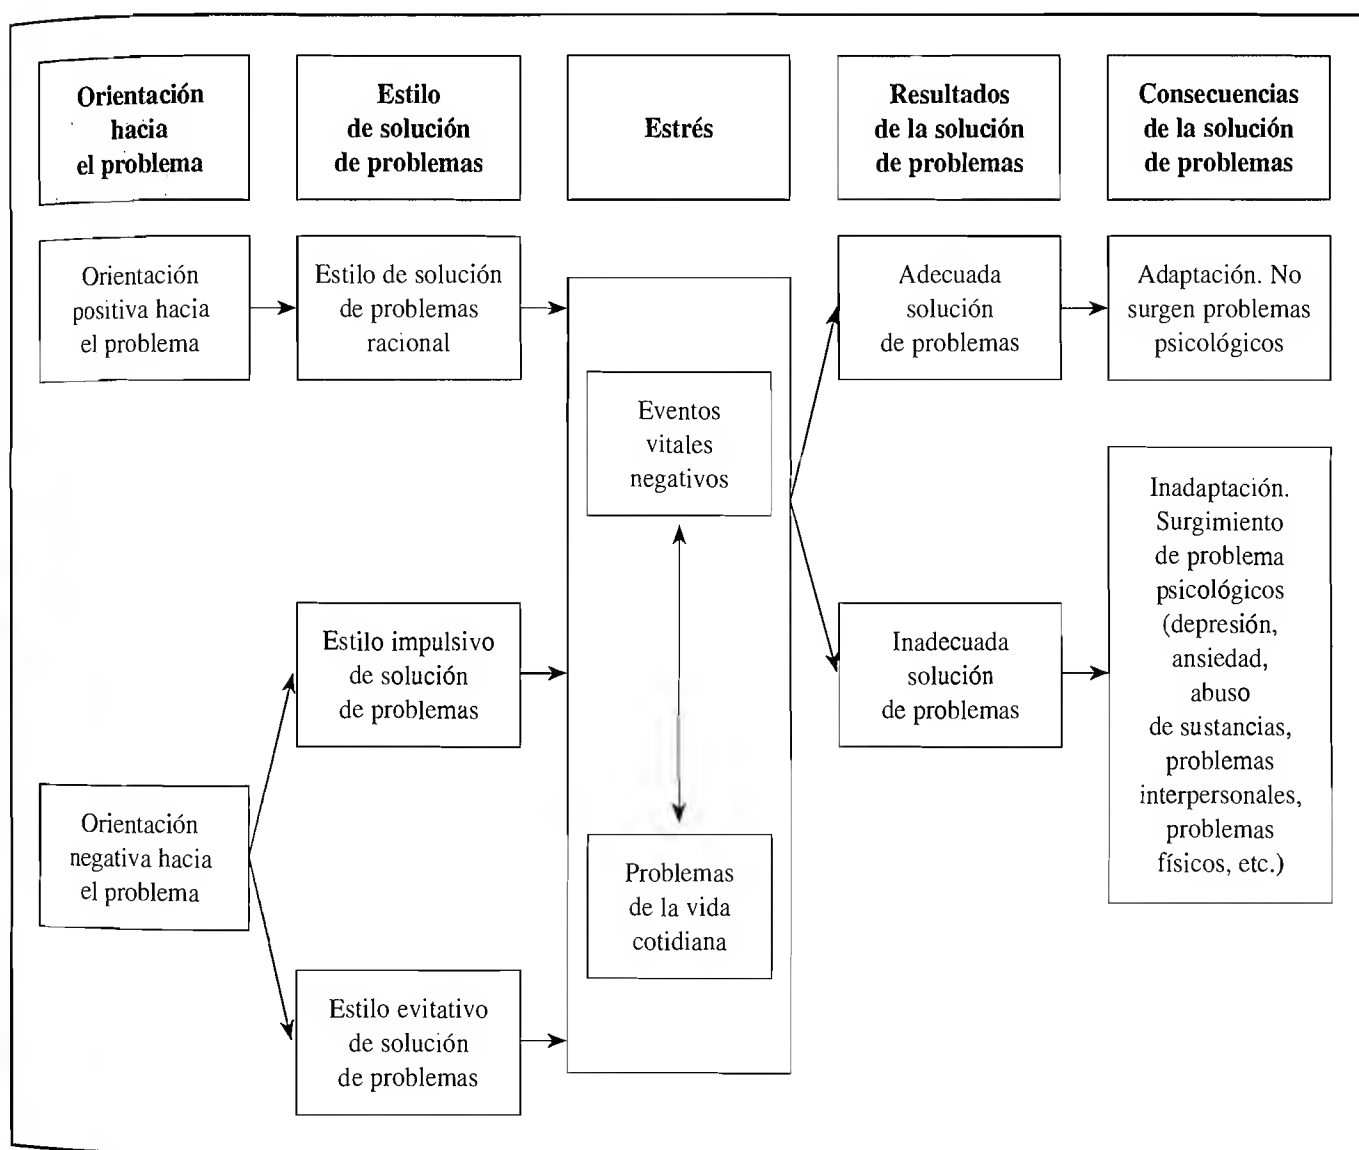 Orientación
hacia
el problema
Estilo
de solución
de problemas
Estrés
Resultados
de la solución
de problemas
Consecuencias
de la solución
de problemas
Orientación
positiva hacia
el problema
Estilo de solución
de problemas
racional
Adecuada
solución
de problemas
Adaptación. No
surgen problemas
psicológicos
Eventos
vitales
negativos
Inadaptación.
Surgimiento
de problema
psicológicos
(depresión,
ansiedad,
abuso
de sustancias,
problemas
interpersonales,
problemas
físicos, etc.)
Estilo impulsivo
de solución
de problemas
Inadecuada
solución
de problemas
Orientación
negativa hacia
el problema
Problemas
de la vida
cotidiana
Estilo evitativo
de solución
de problemas